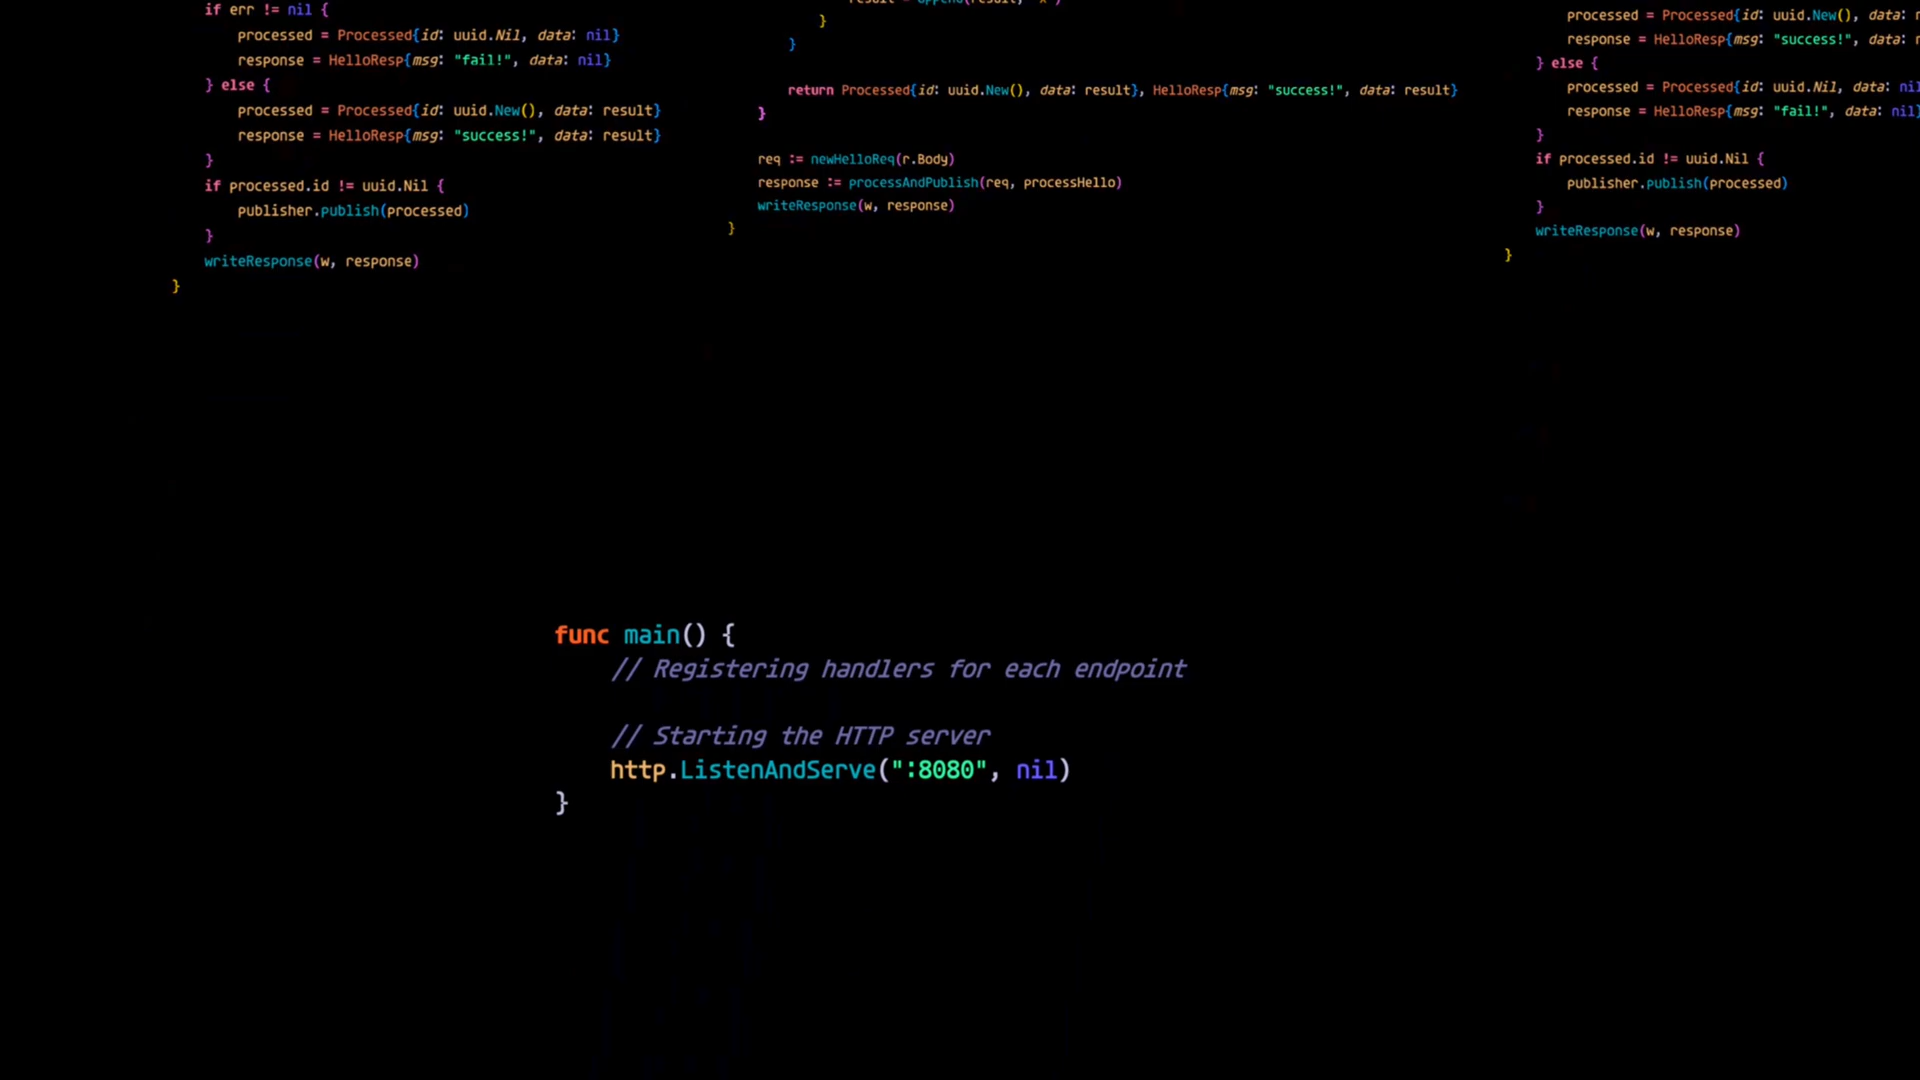 if err != nil {
processed = Processed{id: uuid.Nil, data: nil}
response = HelloResp{msg: "fail!", data: nil}
} else {
processed = Processed{id: uuid.New(), data: result}
response = HelloResp{msg: "success!", data: result}
}
if processed.id != uuid.Nil {
publisher.publish(processed)
}
writeResponse(w, response)
}
}
}
return Processed{id: uuid.New(), data: result}, HelloResp{msg: "success!", data: result}
}
req := newHelloReq(r.Body)
response := processAndPublish(req, processHello)
writeResponse(w, response)
}
processed = Processed{id: uuid.New(), data:
response = HelloResp{msg: "success!", data:
} else {
processed = Processed{id: uuid.Nil, data:
response = HelloResp{msg: "fail!", data: nil}
}
if processed.id != uuid.Nil {
publisher.publish(processed)
}
writeResponse(w, response)
}
func main() {
// Registering handlers for each endpoint
// Starting the HTTP server
http.ListenAndServe(":8080", nil)
}